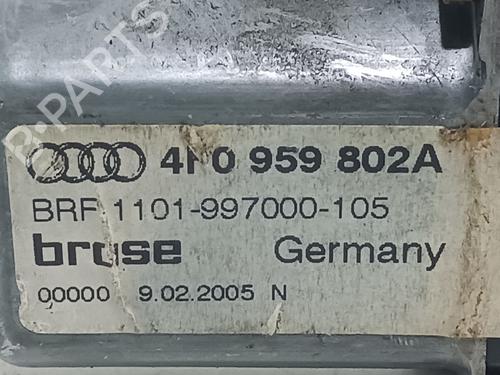 4F0 959 802A
BRF 1101-997000-105
brose Germany
00000 9.02.2005 N
B-PARTS